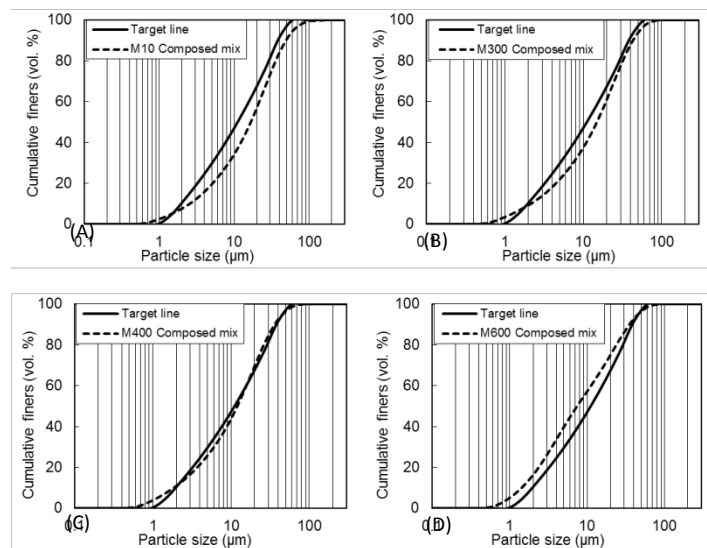 Target line
M10 Composed mix
Cumulative finers (vol. %)
100
80
60
40
20
0
0.1
1
10
100
(A)
Particle size (µm)
Target line
M300 Composed mix
Cumulative finers (vol. %)
100
80
60
40
20
0
1
10
100
(B)
Particle size (µm)
Target line
M400 Composed mix
Cumulative finers (vol. %)
100
80
60
40
20
0
1
10
100
(C)
Particle size (µm)
Target line
M600 Composed mix
Cumulative finers (vol. %)
100
80
60
40
20
0
1
10
100
(D)
Particle size (µm)